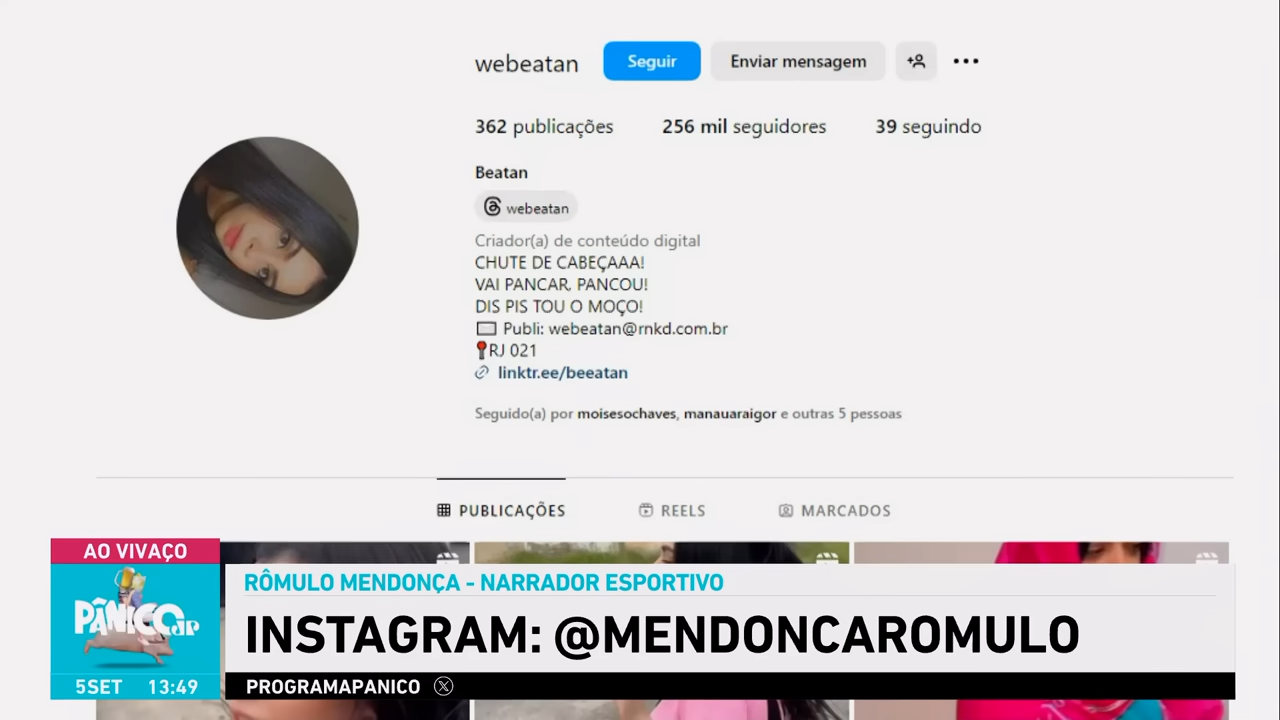 webeatan Seguir Enviar mensagem
362 publicações 256 mil seguidores 39 seguindo
Beatan
webeatan
Criador(a) de conteúdo digital
CHUTE DE CABEÇAAA!
VAI PANCAR, PANCOU!
DIS PIS TOU O MOÇO!
Publi: webeatan@rnkd.com.br
RJ 021
linktr.ee/beeatan
Seguido(a) por moisesochaves, manauaraigor e outras 5 pessoas
PUBLICAÇÕES REELS MARCADOS
AO VIVAÇO
PÂNICO JP
5SET 13:49
RÔMULO MENDONÇA - NARRADOR ESPORTIVO
INSTAGRAM: @MENDONCAROMULO
PROGRAMAPANICO X